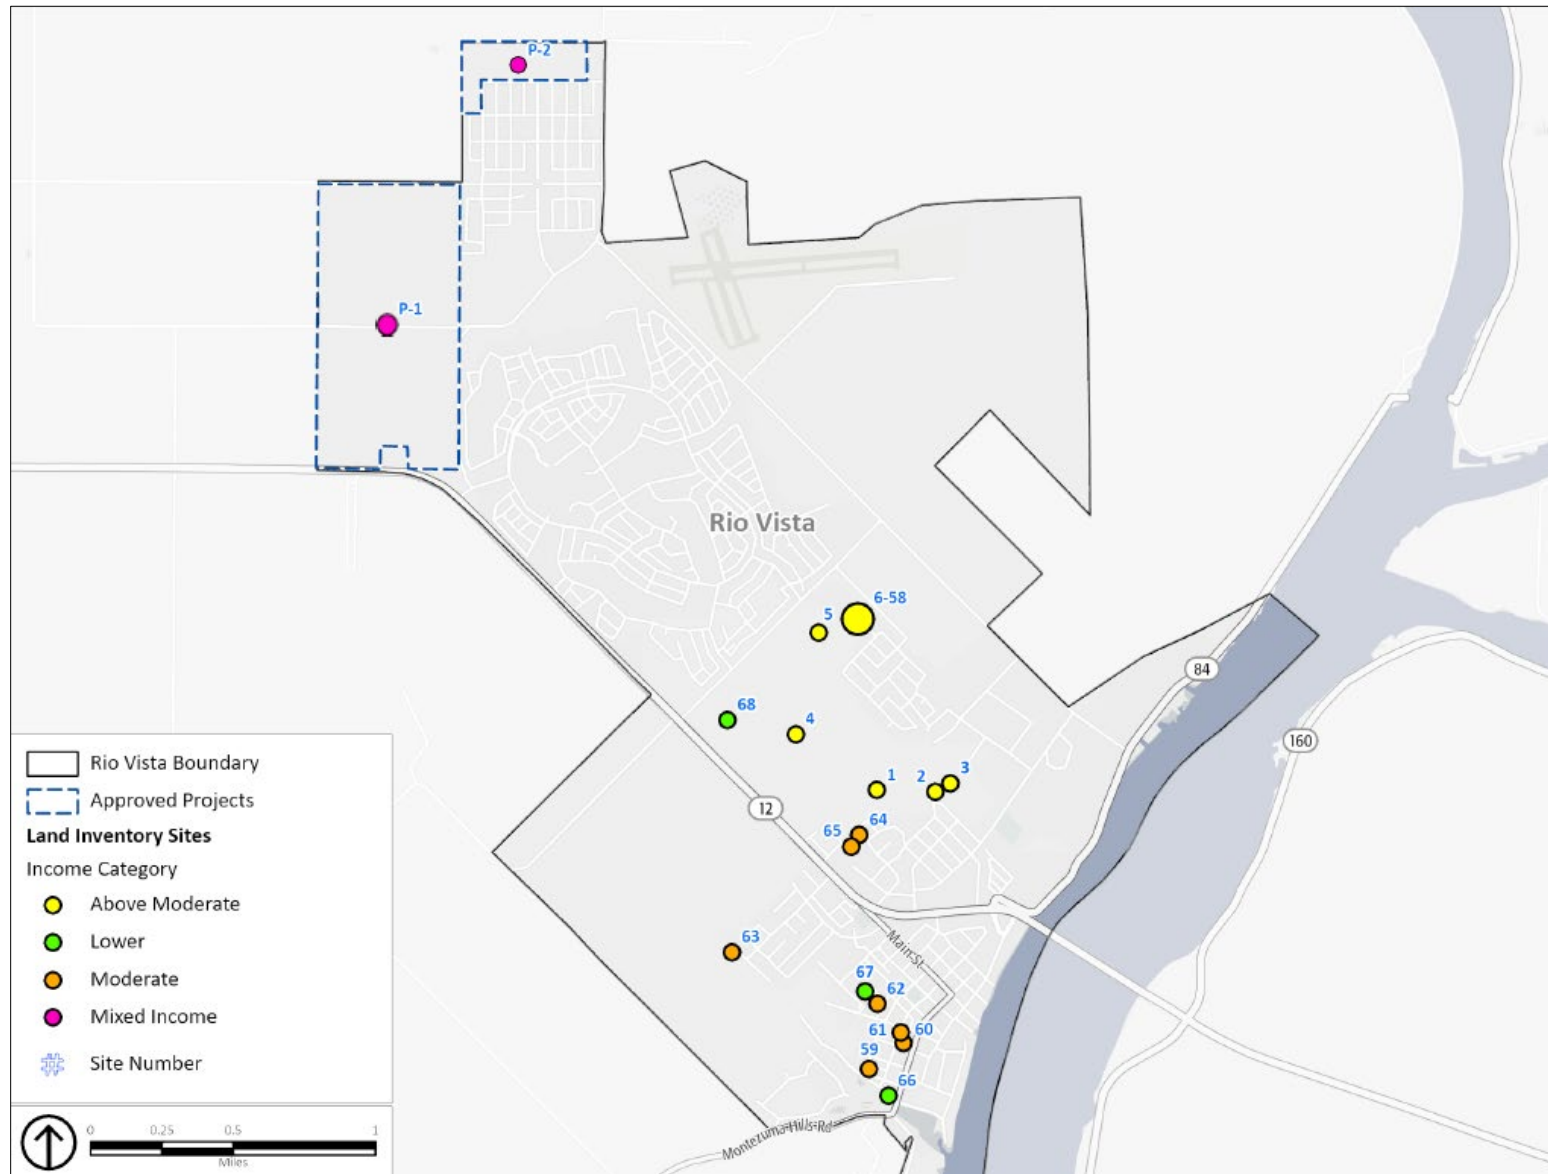 P-2
P-1
Rio Vista
6-58
5
84
68
4
160
1
2
3
12
64
65
Main St
63
67
62
61
60
59
66
Montezuma Hills Rd
Rio Vista Boundary
Approved Projects
Land Inventory Sites
Income Category
Above Moderate
Lower
Moderate
Mixed Income
# Site Number
0 0.25 0.5 1
Miles